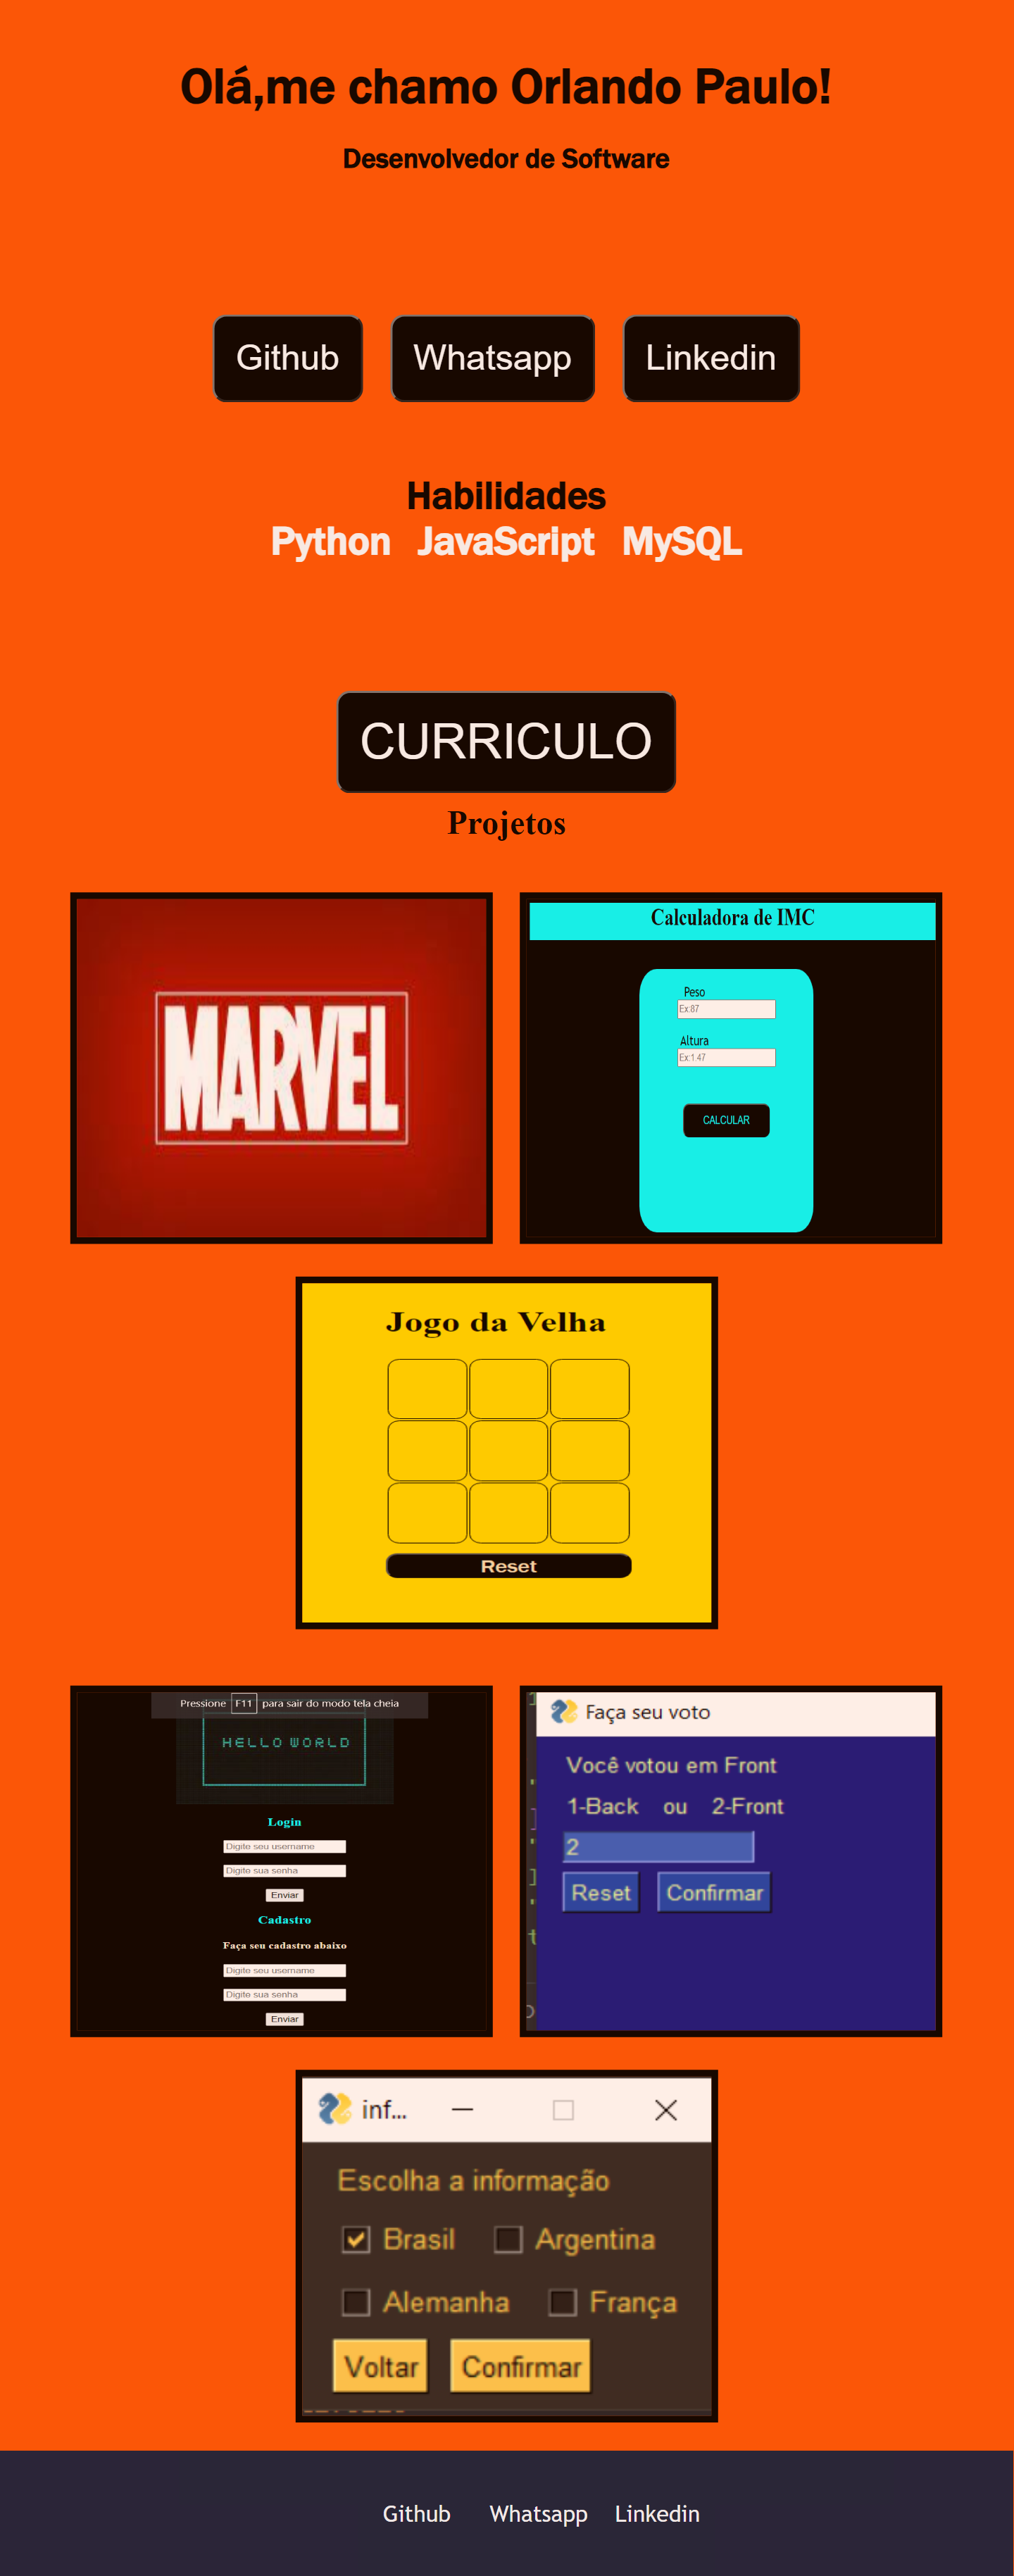 Olá,me chamo Orlando Paulo!
Desenvolvedor de Software
Github Whatsapp Linkedin
Habilidades
Python JavaScript MySQL
CURRICULO
Projetos
MARVEL
Calculadora de IMC
Peso
Ex:87
Altura
Ex:1.47
CALCULAR
Jogo da Velha
Reset
Pressione F11 para sair do modo tela cheia
HELLO WORLD
Login
Digite seu username
Digite sua senha
Enviar
Cadastro
Faça seu cadastro abaixo
Digite seu username
Digite sua senha
Enviar
Faça seu voto
Você votou em Front
1-Back ou 2-Front
2
Reset Confirmar
inf...
Escolha a informação
Brasil Argentina
Alemanha França
Voltar Confirmar
Github Whatsapp Linkedin